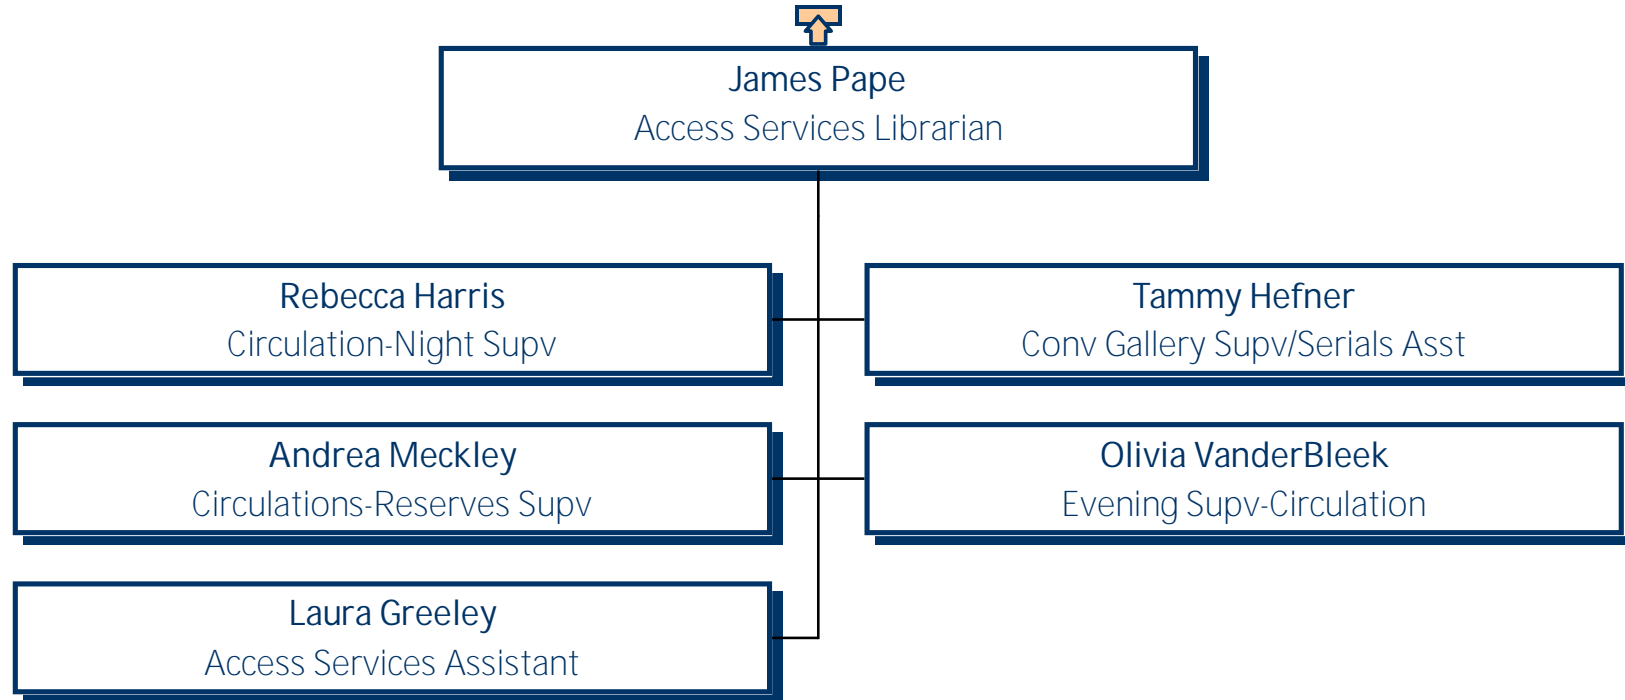 James Pape
Access Services Librarian
Rebecca Harris
Circulation-Night Supv
Tammy Hefner
Conv Gallery Supv/Serials Asst
Andrea Meckley
Circulations-Reserves Supv
Olivia VanderBleek
Evening Supv-Circulation
Laura Greeley
Access Services Assistant